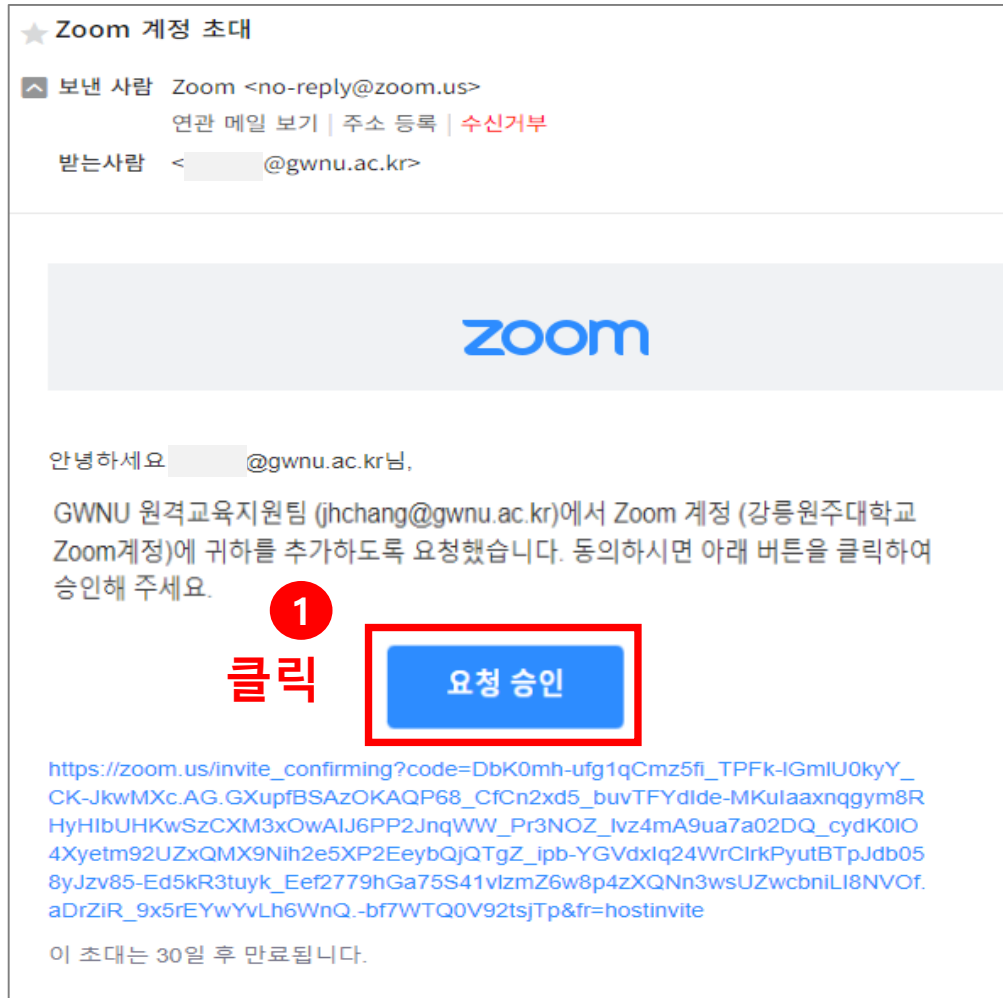 Zoom 계정 초대
보낸 사람 Zoom <no-reply@zoom.us>
연관 메일 보기 | 주소 등록 | 수신거부
받는사람 < @gwnu.ac.kr>
zoom
안녕하세요 @gwnu.ac.kr님,
GWNU 원격교육지원팀 (jhchang@gwnu.ac.kr)에서 Zoom 계정 (강릉원주대학교
Zoom계정)에 귀하를 추가하도록 요청했습니다. 동의하시면 아래 버튼을 클릭하여
승인해 주세요.
1
클릭
요청 승인
https://zoom.us/invite_confirming?code=DbK0mh-ufg1qCmz5fi_TPFk-IGmIU0kyY_
CK-JkwMXc.AG.GXupfBSAzOKAQP68_CfCn2xd5_buvTFYdIde-MKuIaaxnqgym8R
HyHIbUHKwSzCXM3xOwAIJ6PP2JnqWW_Pr3NOZ_lvz4mA9ua7a02DQ_cydK0IO
4Xyetm92UZxQMX9Nih2e5XP2EeybQjQTgZ_ipb-YGVdxIq24WrCIrkPyutBTpJdb05
8yJzv85-Ed5kR3tuyk_Eef2779hGa75S41vIzmZ6w8p4zXQNn3wsUZwcbniLI8NVOf.
aDrZiR_9x5rEYwYvLh6WnQ.-bf7WTQ0V92tsjTp&fr=hostinvite
이 초대는 30일 후 만료됩니다.